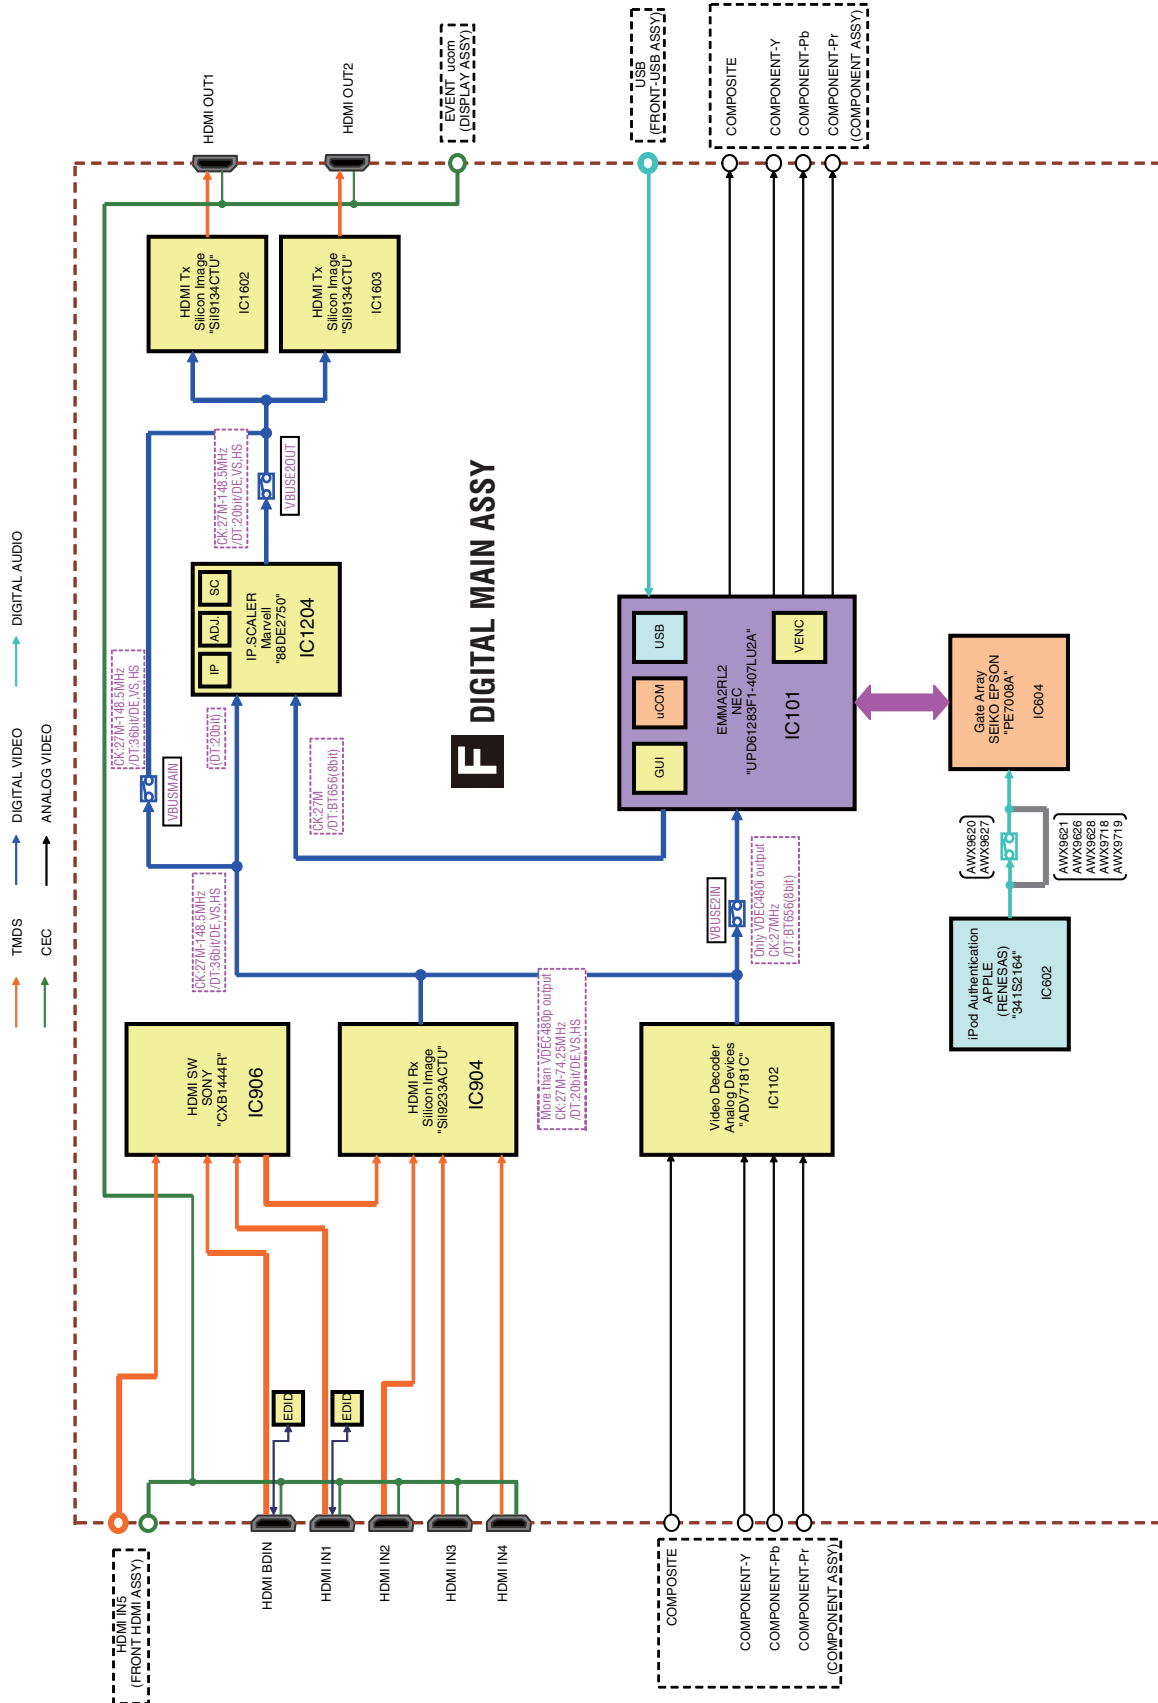 TMDS
DIGITAL VIDEO
DIGITAL AUDIO
CEC
ANALOG VIDEO
HDMI IN5
(FRONT HDMI ASSY)
HDMI BDIN
HDMI IN1
HDMI IN2
HDMI IN3
HDMI IN4
EDID
EDID
HDMI SW
SONY
"CXB1444R"
IC906
HDMI Rx
Silicon Image
"SiI9233ACTU"
IC904
CK:27M-148.5MHz
/DT:36bit/DE,VS,HS
VBUSMAIN
CK:27M-148.5MHz
/DT:36bit/DE,VS,HS
(DT:20bit)
CK:27M
/DT:BT656(8bit)
IP
ADJ.
SC
IP.SCALER
Marvell
"88DE2750"
IC1204
CK:27M-148.5MHz
/DT:20bit/DE,VS,HS
VBUSE2OUT
HDMI Tx
Silicon Image
"SiI9134CTU"
IC1602
HDMI Tx
Silicon Image
"SiI9134CTU"
IC1603
HDMI OUT1
HDMI OUT2
EVENT ucom
(DISPLAY ASSY)
F DIGITAL MAIN ASSY
COMPOSITE
COMPONENT-Y
COMPONENT-Pb
COMPONENT-Pr
(COMPONENT ASSY)
More than VDEC480p output
CK:27M-74.25MHz
/DT:20bit/DE,VS,HS
Video Decoder
Analog Devices
"ADV7181C"
IC1102
VBUSE2IN
Only VDEC480i output
CK:27MHz
/DT:BT656(8bit)
GUI
uCOM
USB
EMMA2RL2
NEC
"UPD61283F1-407LU2A"
IC101
VENC
USB
(FRONT-USB ASSY)
COMPOSITE
COMPONENT-Y
COMPONENT-Pb
COMPONENT-Pr
(COMPONENT ASSY)
iPod Authentication
APPLE
(RENESAS)
"341S2164"
IC602
AWX9620
AWX9627
AWX9621
AWX9626
AWX9628
AWX9718
AWX9719
Gate Array
SEIKO EPSON
"PE7008A"
IC604